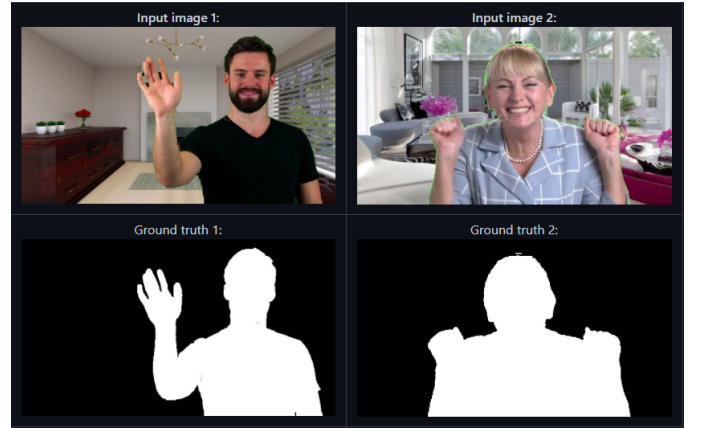 Input image 1:
Input image 2:
Ground truth 1:
Ground truth 2: